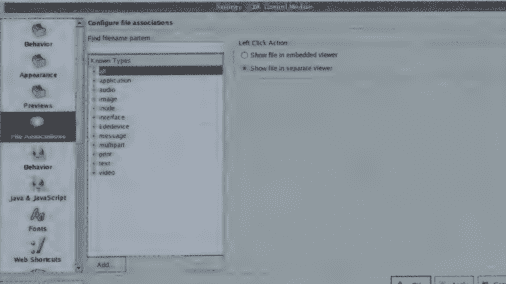 Configure file associations
Find filename pattern
Left Click Action
Show file in embedded viewer
Show file in separate viewer
Known Types
all
application
audio
image
inode
interface
message
multipart
print
text
video
Add...
Behavior
Appearance
Previews
File Associations
Behavior
Java & JavaScript
Fonts
Web Shortcuts